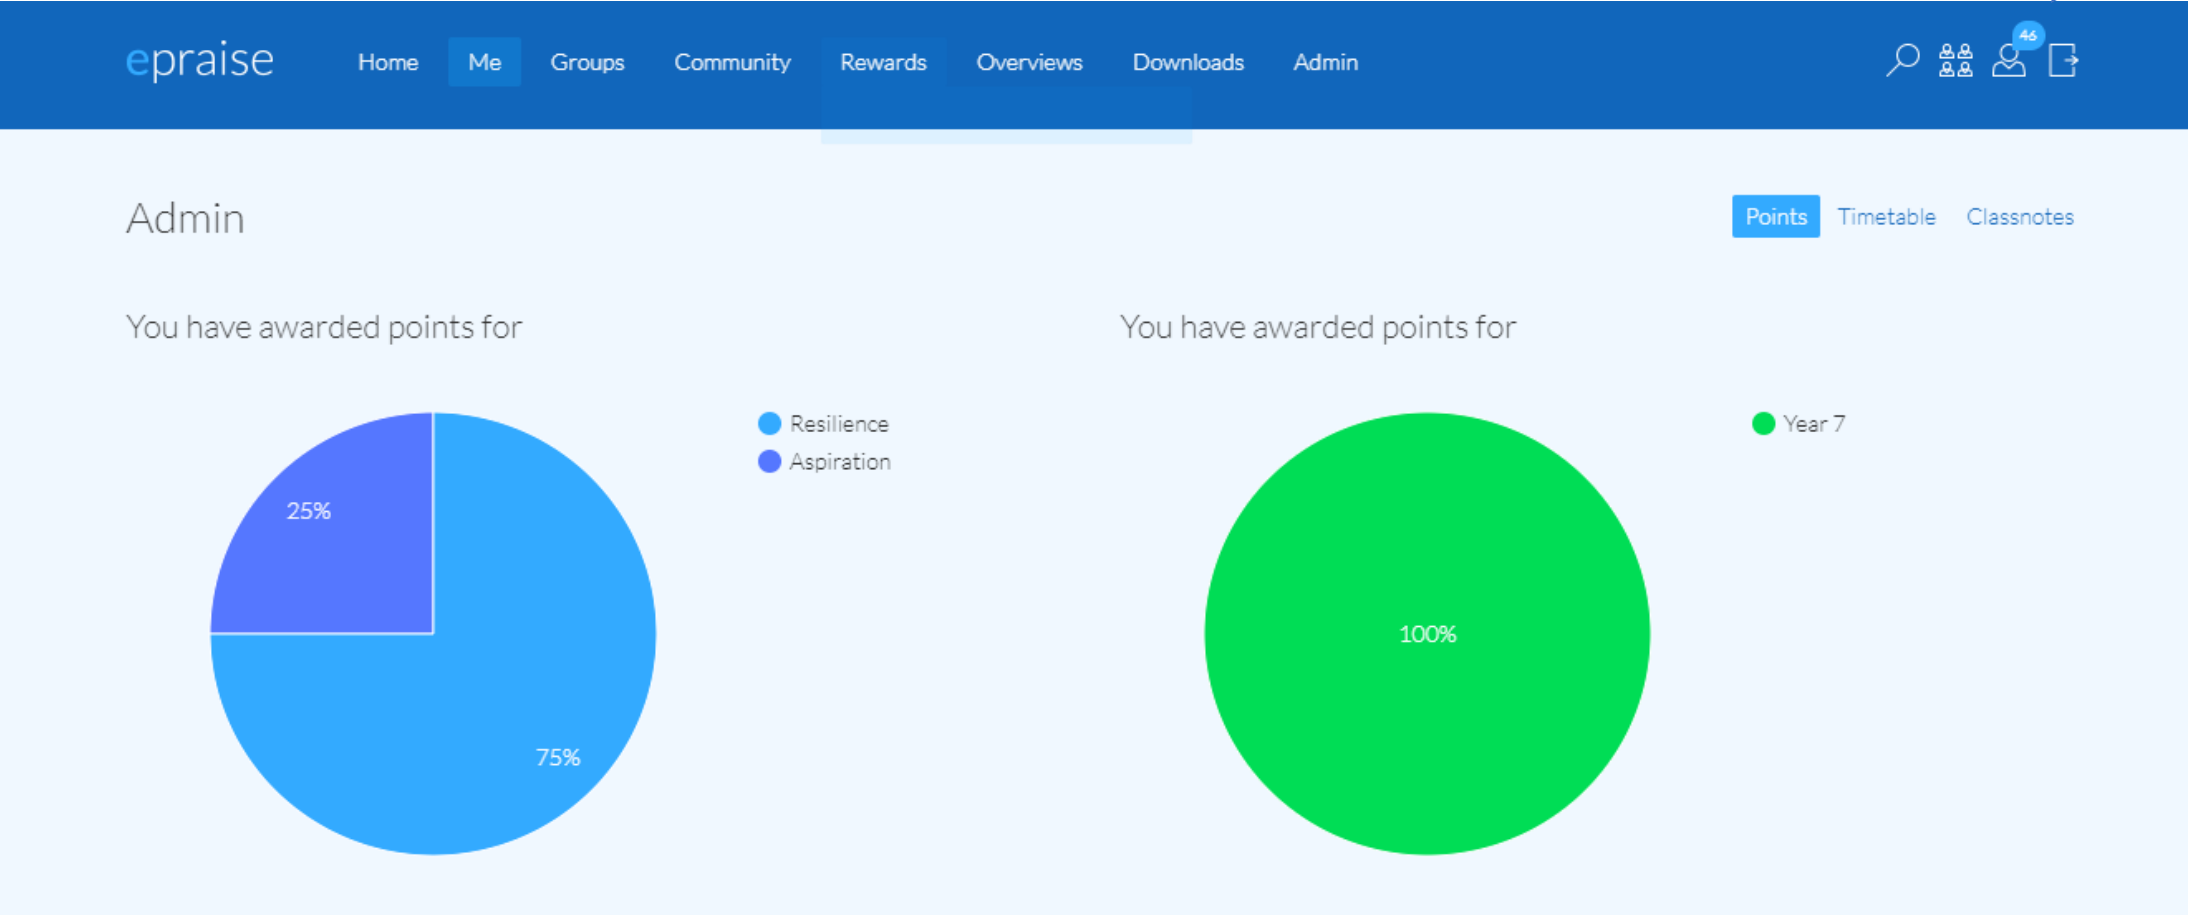 epraise Home Me Groups Community Rewards Overviews Downloads Admin 46
Admin Points Timetable Classnotes
You have awarded points for
25%
75%
Resilience
Aspiration
You have awarded points for
100%
Year 7